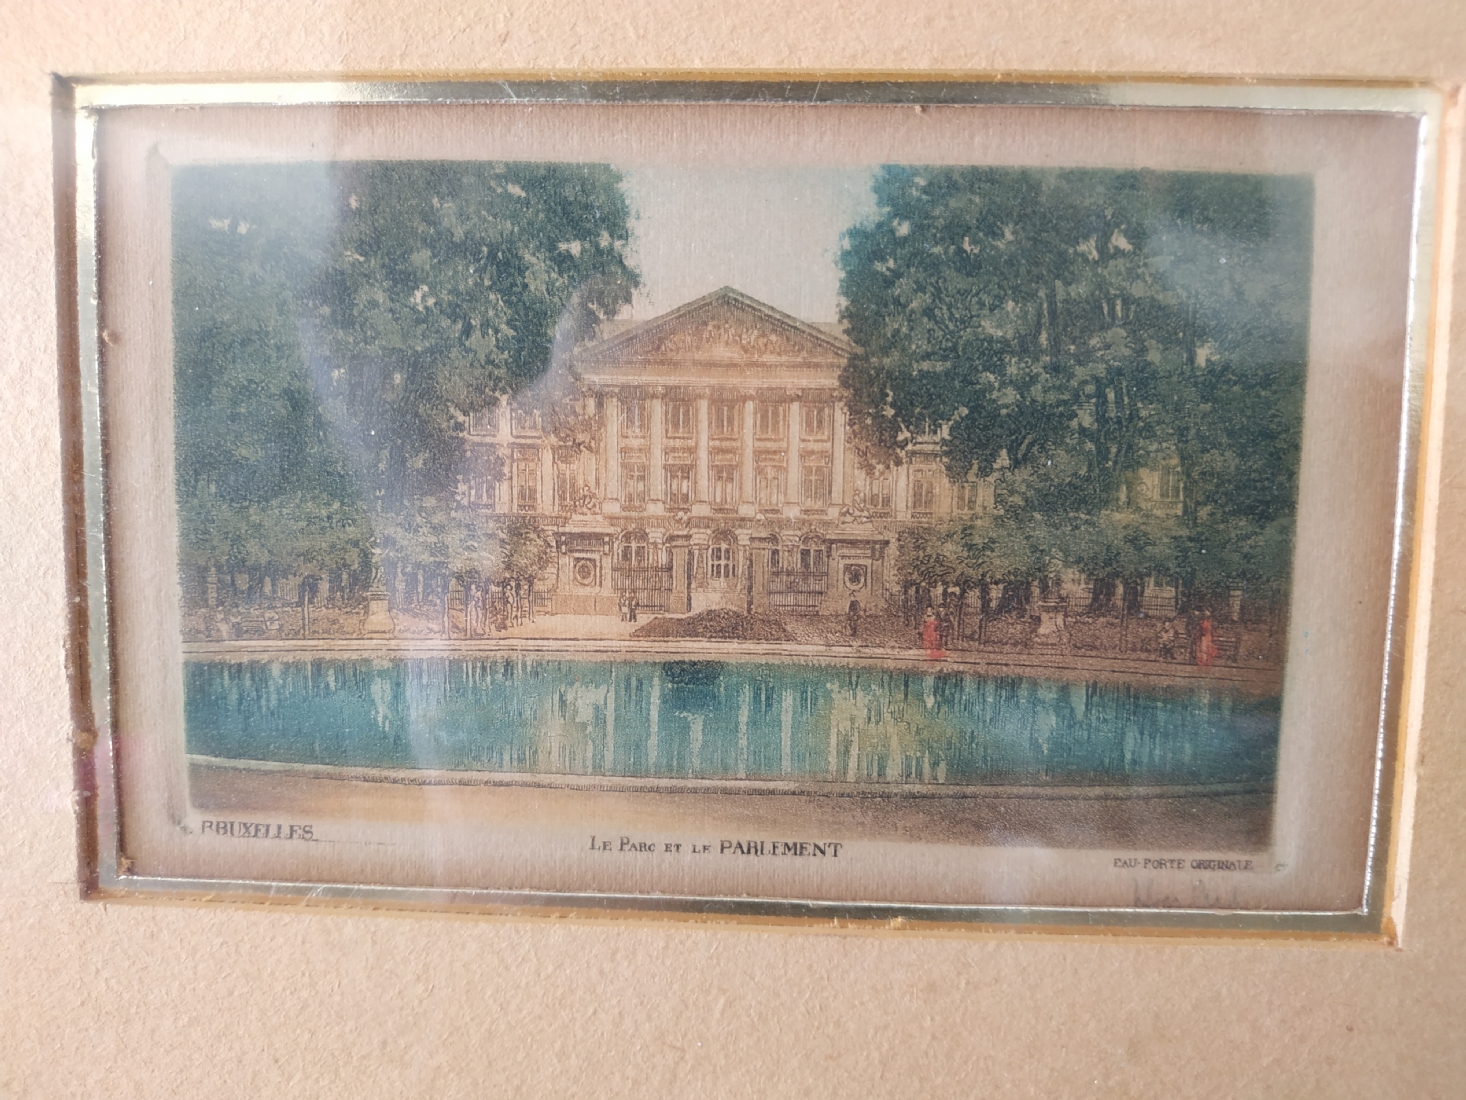 BRUXELLES
LE PARC ET LE PARLEMENT
EAU-FORTE ORIGINALE